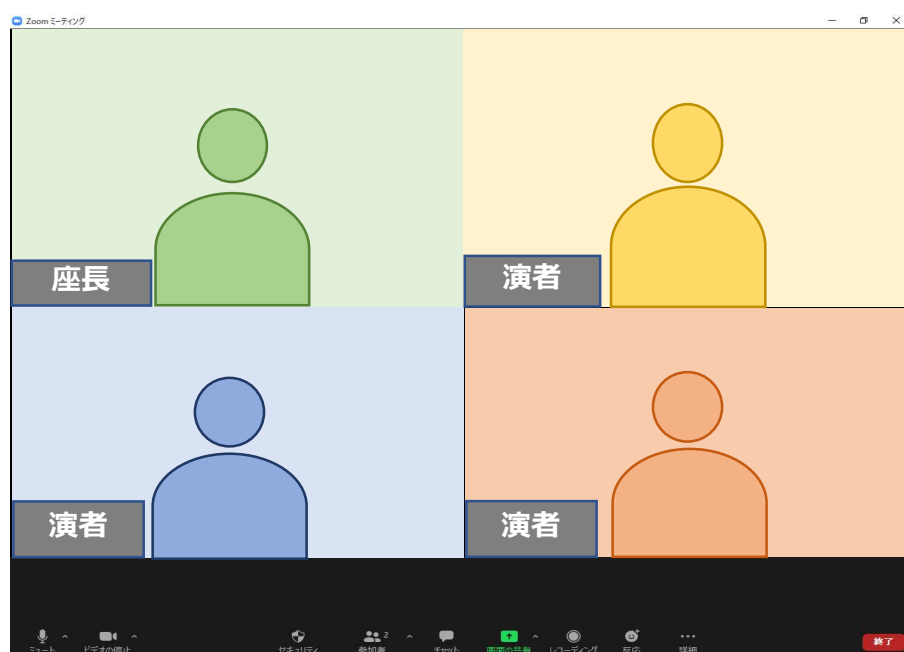 Zoom ミーティング
座長
演者
演者
演者
ミュート
ビデオの停止
セキュリティ
参加者
2
チャット
画面の共有
レコーディング
反応
詳細
終了